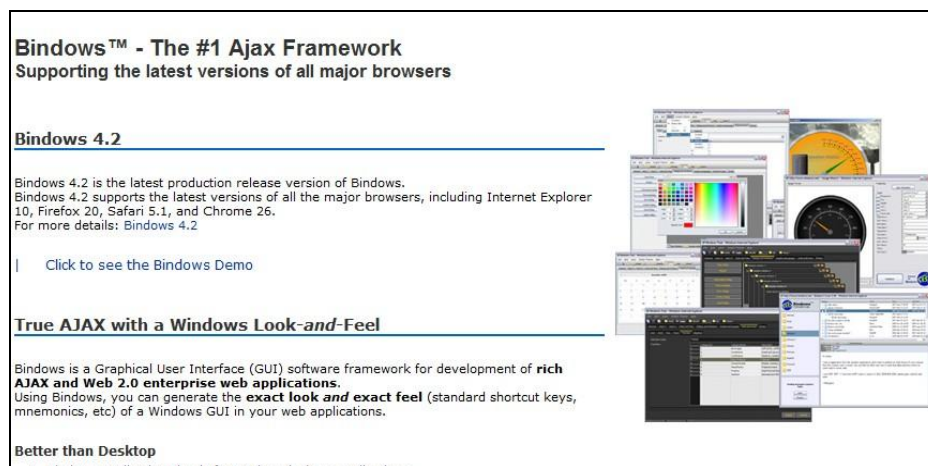 Bindows™ - The #1 Ajax Framework
Supporting the latest versions of all major browsers
Bindows 4.2
Bindows 4.2 is the latest production release version of Bindows.
Bindows 4.2 supports the latest versions of all the major browsers, including Internet Explorer
10, Firefox 20, Safari 5.1, and Chrome 26.
For more details: Bindows 4.2
| Click to see the Bindows Demo
True AJAX with a Windows Look-and-Feel
Bindows is a Graphical User Interface (GUI) software framework for development of rich
AJAX and Web 2.0 enterprise web applications.
Using Bindows, you can generate the exact look and exact feel (standard shortcut keys,
mnemonics, etc) of a Windows GUI in your web applications.
Better than Desktop